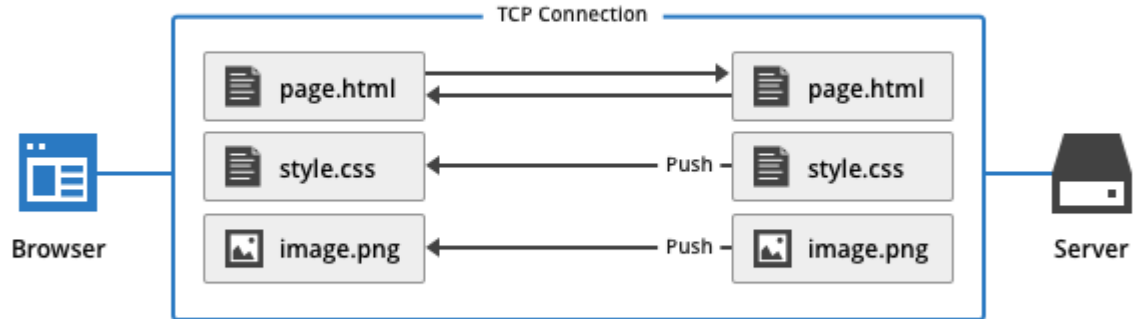 TCP Connection
page.html
page.html
style.css
Push
style.css
image.png
Push
image.png
Browser
Server